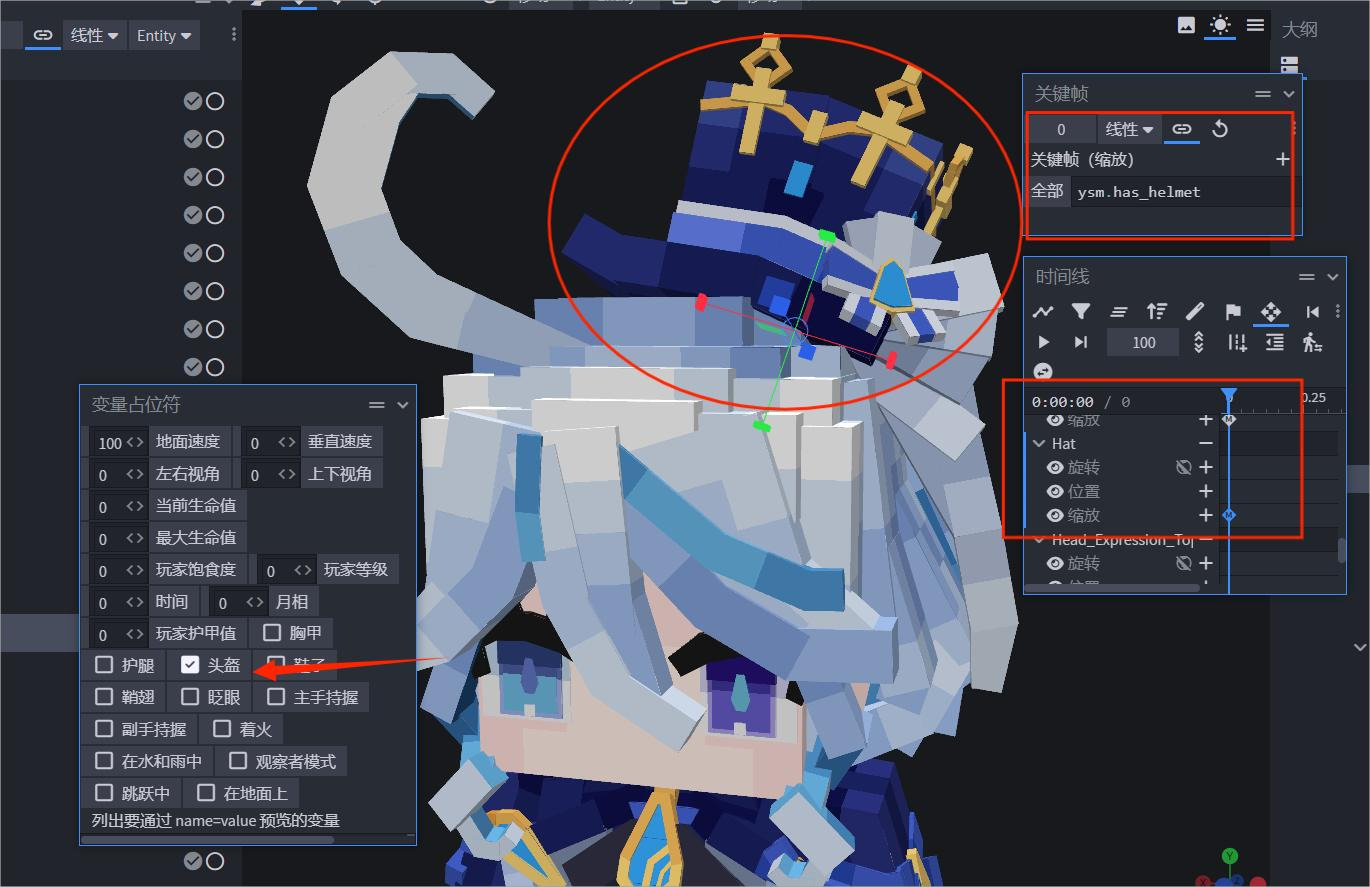 线性
Entity
大纲
关键帧
0 线性
关键帧（缩放）
全部 ysm.has_helmet
时间线
100
0:00:00 / 0
0 0.25
缩放
Hat
旋转
位置
缩放
Head_Expression_To
旋转
变量占位符
100 地面速度 0 垂直速度
0 左右视角 0 上下视角
0 当前生命值
0 最大生命值
0 玩家饱食度 0 玩家等级
0 时间 0 月相
0 玩家护甲值 胸甲
护腿 头盔 鞋子
鞘翅 眨眼 主手持握
副手持握 着火
在水和雨中 观察者模式
跳跃中 在地面上
列出要通过 name=value 预览的变量
Y